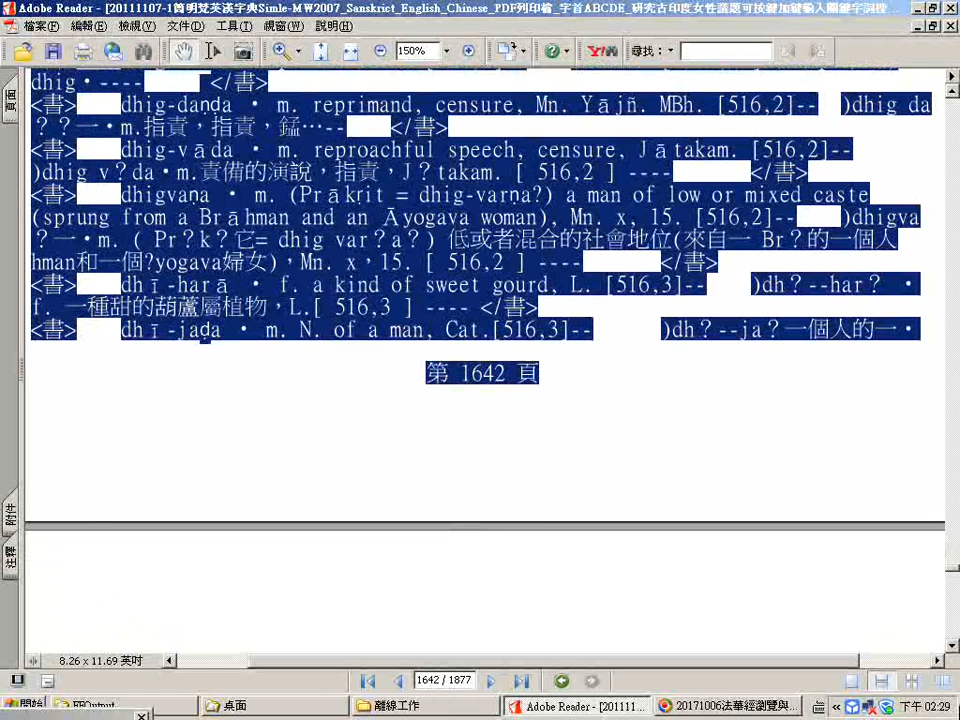 Adobe Reader - [20111107-1簡明梵英漢字典Simle-MW2007_Sanskrict_English_Chinese_PDF列印檔_字首ABCDE_研究古印度女性議題可按鍵輸入關鍵字詞搜
檔案(F) 編輯(E) 檢視(V) 文件(D) 工具(T) 視窗(W) 說明(H)
150% 尋找:
頁面
附件
註釋
dhig·---- </書>
<書> dhig-daṇḍa · m. reprimand, censure, Mn. Yājñ. MBh. [516,2]-- )dhig da
??一·m.指責,指責,錳…-- </書>
<書> dhig-vāda · m. reproachful speech, censure, Jātakam. [516,2]--
)dhig v?da·m.責備的演說,指責,J?takam. [ 516,2 ] ---- </書>
<書> dhigvaṇa · m. (Prākṛit = dhig-varṇa?) a man of low or mixed caste
(sprung from a Brāhman and an Āyogava woman), Mn. x, 15. [516,2]-- )dhigva
?一·m. ( Pr?k?它= dhig var?a?) 低或者混合的社會地位(來自一 Br?的一個人
hman和一個?yogava婦女),Mn. x,15. [ 516,2 ] ---- </書>
<書> dhī-harā · f. a kind of sweet gourd, L. [516,3]-- )dh?--har? ·
f. 一種甜的葫蘆屬植物,L.[ 516,3 ] ---- </書>
<書> dhī-jaḍa · m. N. of a man, Cat.[516,3]-- )dh?--ja?一個人的一·
第 1642 頁
8.26 x 11.69 英吋
1642 / 1877
開始 FFOutput 桌面 離線工作 Adobe Reader - [201111... 20171006法華經瀏覽與... 下午 02:29